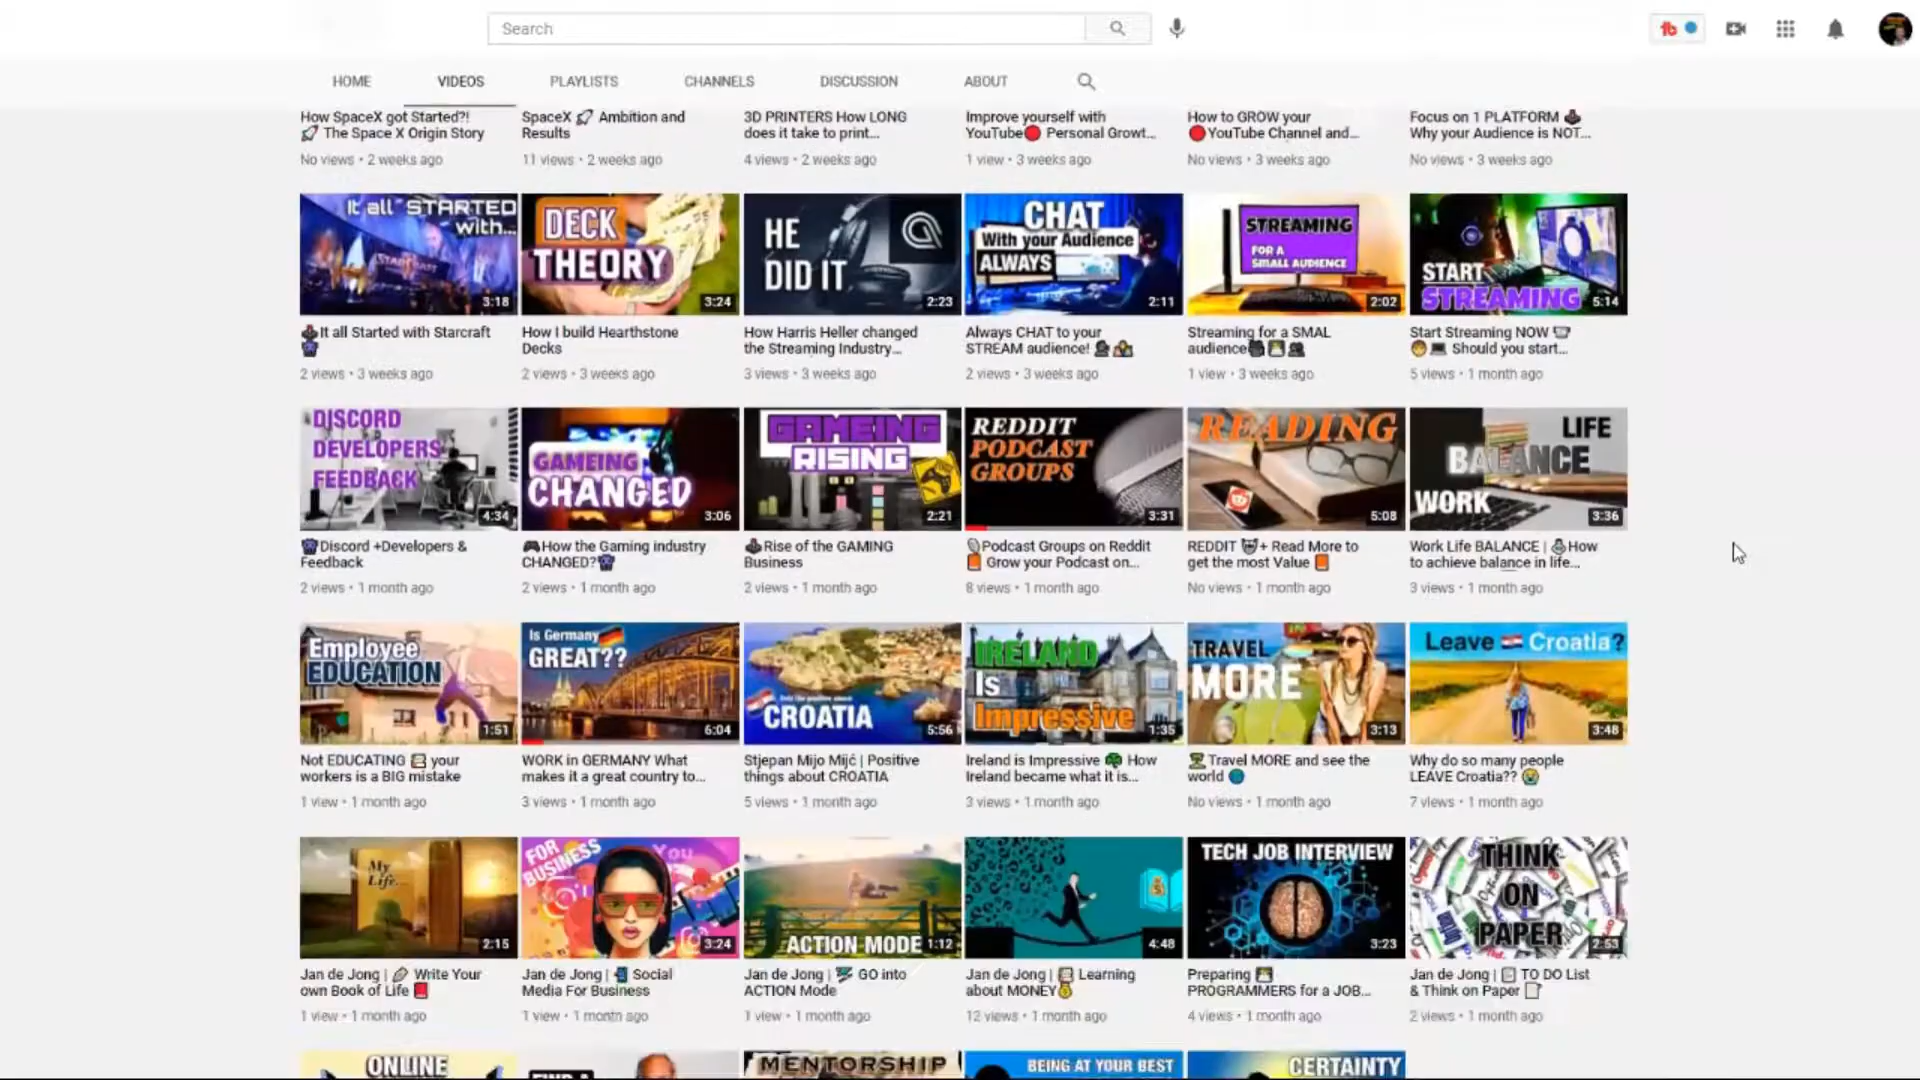 Search
HOME
VIDEOS
PLAYLISTS
CHANNELS
DISCUSSION
ABOUT
How SpaceX got Started?!
The Space X Origin Story
No views • 2 weeks ago
SpaceX Ambition and
Results
11 views • 2 weeks ago
3D PRINTERS How LONG
does it take to print...
4 views • 2 weeks ago
Improve yourself with
YouTube Personal Growt...
1 view • 3 weeks ago
How to GROW your
YouTube Channel and...
No views • 3 weeks ago
Focus on 1 PLATFORM
Why your Audience is NOT...
No views • 3 weeks ago
It all STARTED
with...
3:18
It all Started with Starcraft
2 views • 3 weeks ago
DECK
THEORY
3:24
How I build Hearthstone
Decks
2 views • 3 weeks ago
HE
DID IT
2:23
How Harris Heller changed
the Streaming Industry...
3 views • 3 weeks ago
CHAT
With your Audience
ALWAYS
2:11
Always CHAT to your
STREAM audience!
2 views • 3 weeks ago
STREAMING
FOR A
SMALL AUDIENCE
2:02
Streaming for a SMAL
audience
1 view • 3 weeks ago
START
STREAMING
5:14
Start Streaming NOW
Should you start...
5 views • 1 month ago
DISCORD
DEVELOPERS
FEEDBACK
4:34
Discord +Developers &
Feedback
2 views • 1 month ago
GAMEING
CHANGED
3:06
How the Gaming industry
CHANGED?
2 views • 1 month ago
GAMEING
RISING
2:21
Rise of the GAMING
Business
2 views • 1 month ago
REDDIT
PODCAST
GROUPS
3:31
Podcast Groups on Reddit
Grow your Podcast on...
8 views • 1 month ago
READING
5:08
REDDIT + Read More to
get the most Value
No views • 1 month ago
LIFE
BALANCE
WORK
3:36
Work Life BALANCE | How
to achieve balance in life...
3 views • 1 month ago
Employee
EDUCATION
1:51
Not EDUCATING your
workers is a BIG mistake
1 view • 1 month ago
Is Germany
GREAT??
6:04
WORK in GERMANY What
makes it a great country to...
3 views • 1 month ago
CROATIA
5:56
Stjepan Mijo Mijić | Positive
things about CROATIA
5 views • 1 month ago
IRELAND
Is
Impressive
1:35
Ireland is Impressive How
Ireland became what it is...
3 views • 1 month ago
TRAVEL
MORE
3:13
Travel MORE and see the
world
No views • 1 month ago
Leave Croatia?
3:48
Why do so many people
LEAVE Croatia??
7 views • 1 month ago
My
Life...
2:15
Jan de Jong | Write Your
own Book of Life
1 view • 1 month ago
FOR
BUSINESS
You
3:24
Jan de Jong | Social
Media For Business
1 view • 1 month ago
ACTION MODE
1:12
Jan de Jong | GO into
ACTION Mode
1 view • 1 month ago
4:48
Jan de Jong | Learning
about MONEY
12 views • 1 month ago
TECH JOB INTERVIEW
3:23
Preparing
PROGRAMMERS for a JOB...
4 views • 1 month ago
THINK
ON
PAPER
2:53
Jan de Jong | TO DO List
& Think on Paper
2 views • 1 month ago
ONLINE
FIND A
MENTORSHIP
BEING AT YOUR BEST
CERTAINTY